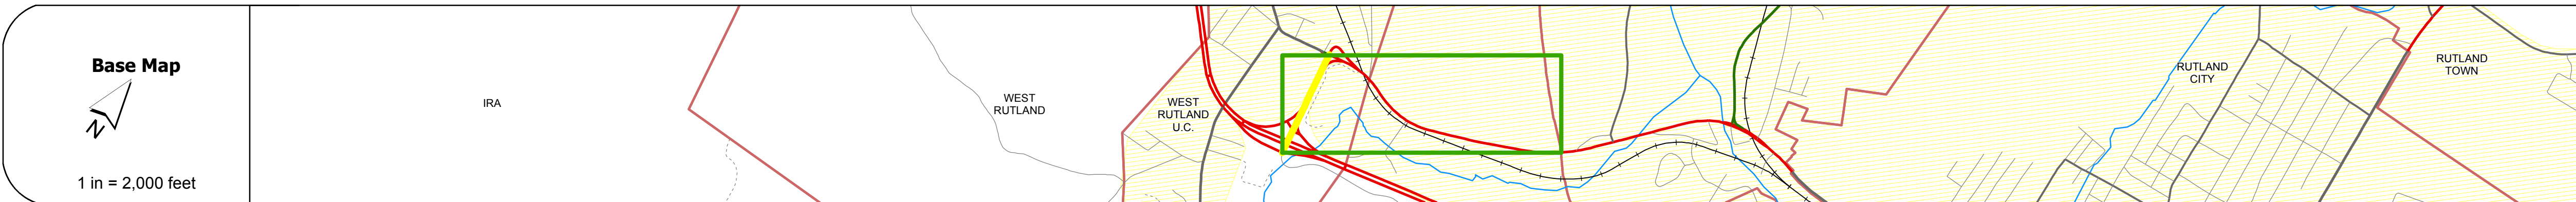 Base Map
N
1 in = 2,000 feet
IRA
WEST
RUTLAND
WEST
RUTLAND
U.C.
RUTLAND
CITY
RUTLAND
TOWN